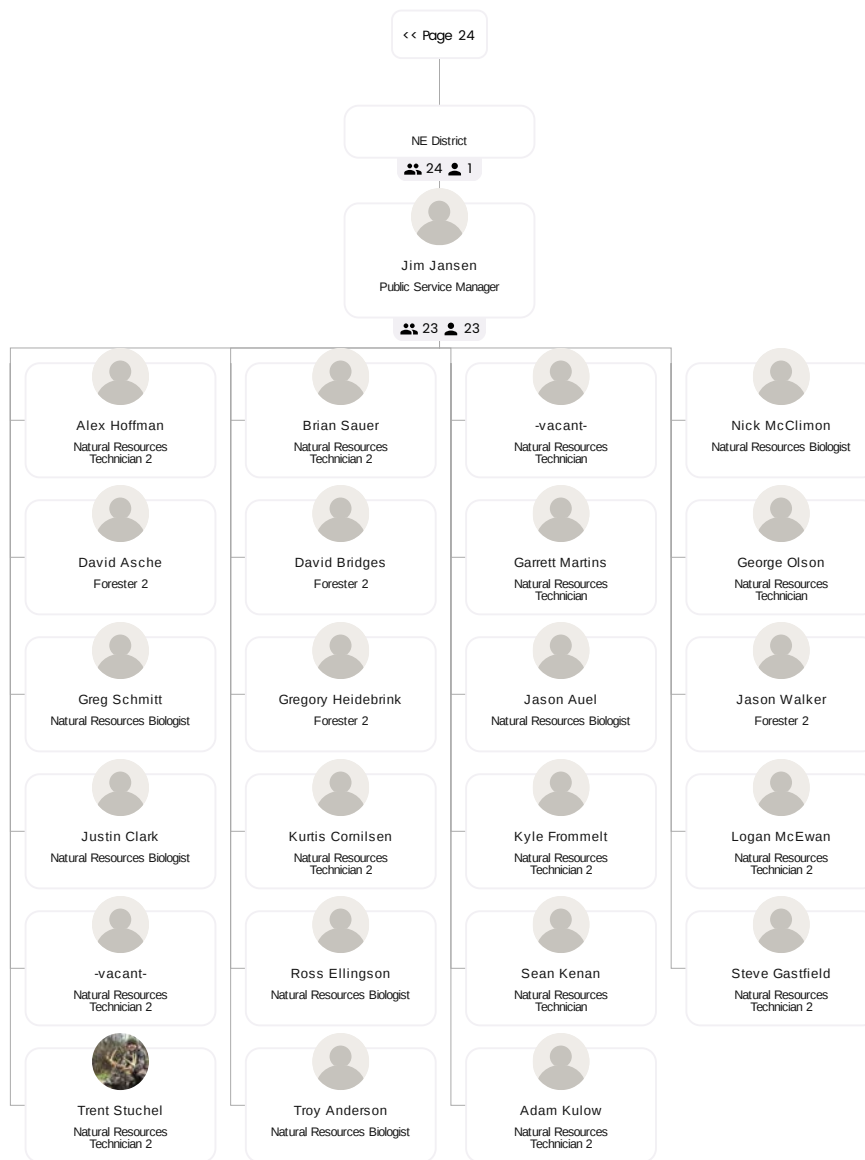 << Page 24
NE District
24 1
Jim Jansen
Public Service Manager
23 23
Alex Hoffman
Natural Resources
Technician 2
Brian Sauer
Natural Resources
Technician 2
-vacant-
Natural Resources
Technician
Nick McClimon
Natural Resources Biologist
David Asche
Forester 2
David Bridges
Forester 2
Garrett Martins
Natural Resources
Technician
George Olson
Natural Resources
Technician
Greg Schmitt
Natural Resources Biologist
Gregory Heidebrink
Forester 2
Jason Auel
Natural Resources Biologist
Jason Walker
Forester 2
Justin Clark
Natural Resources Biologist
Kurtis Cornilsen
Natural Resources
Technician 2
Kyle Frommelt
Natural Resources
Technician 2
Logan McEwan
Natural Resources
Technician 2
-vacant-
Natural Resources
Technician 2
Ross Ellingson
Natural Resources Biologist
Sean Kenan
Natural Resources
Technician
Steve Gastfield
Natural Resources
Technician 2
Trent Stuchel
Natural Resources
Technician 2
Troy Anderson
Natural Resources Biologist
Adam Kulow
Natural Resources
Technician 2